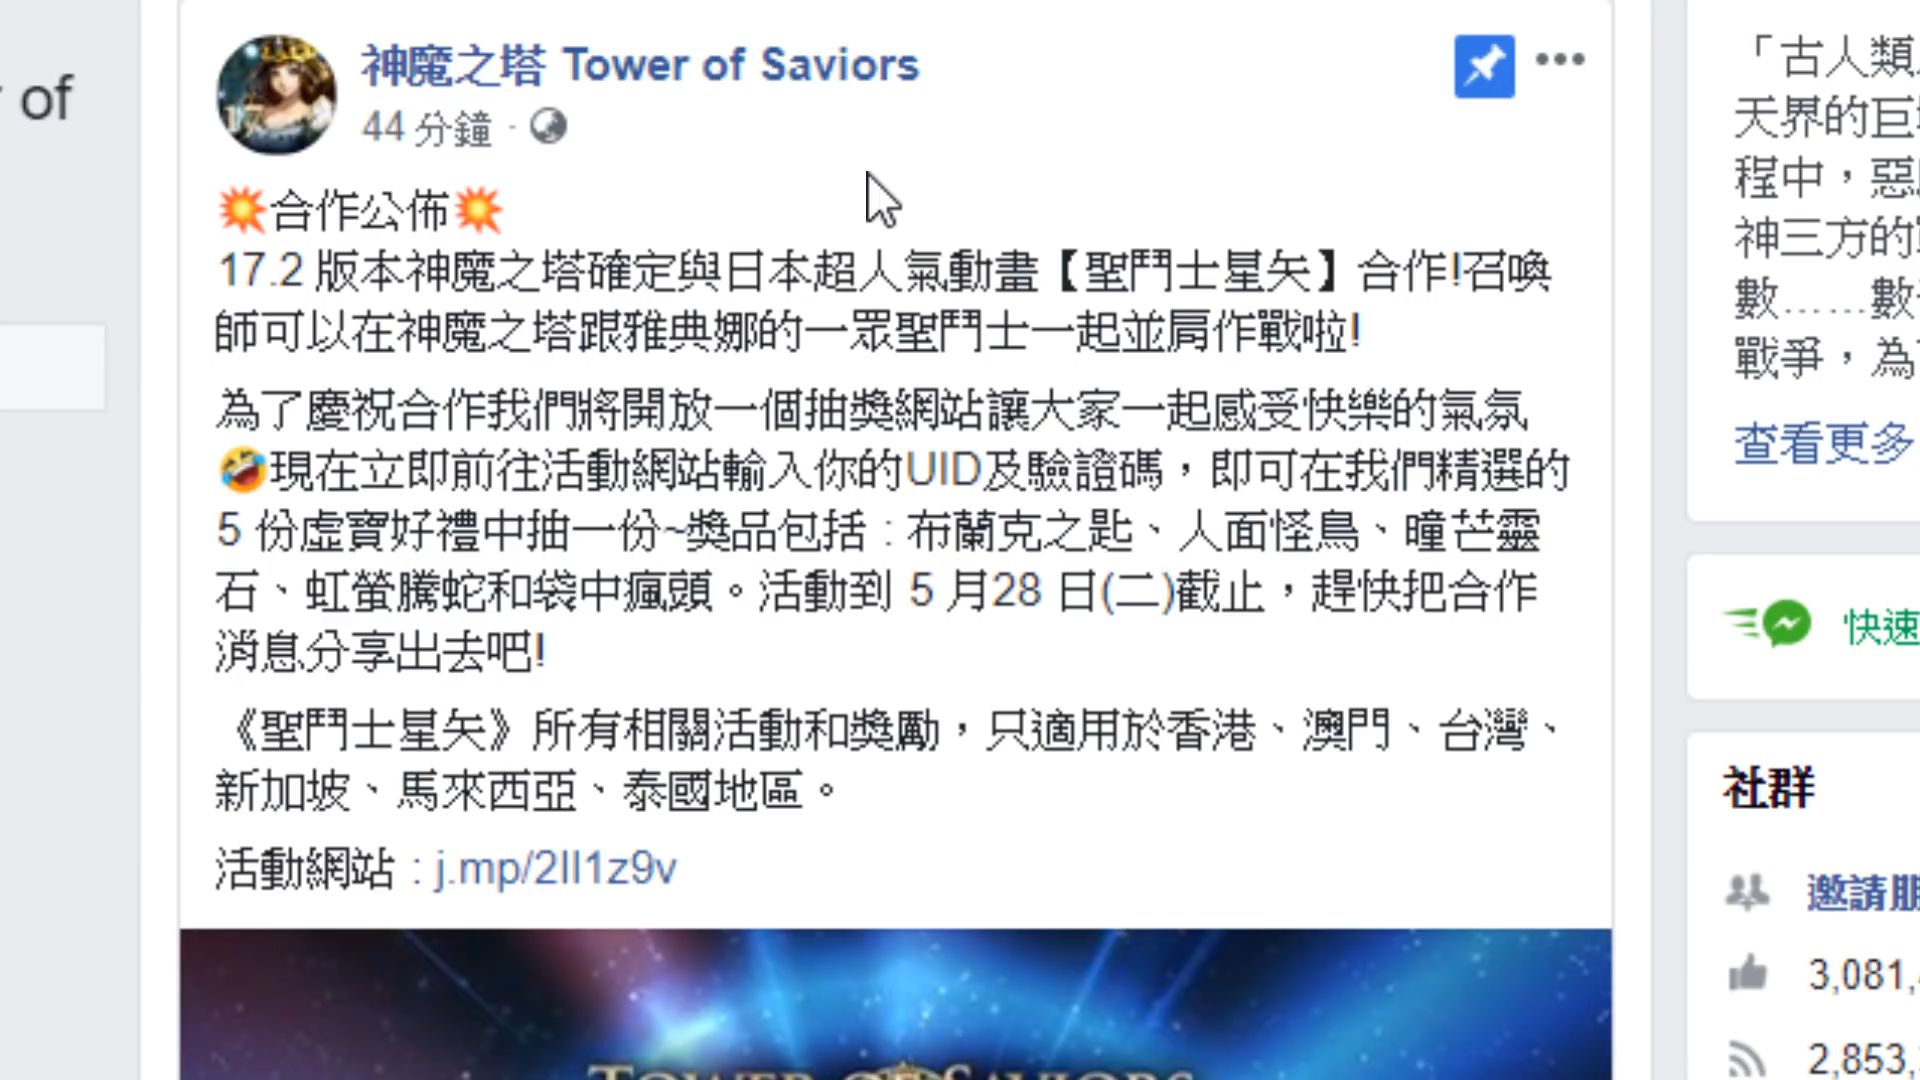 of
神魔之塔 Tower of Saviors
44 分鐘 ·
17
💥合作公佈💥
17.2 版本神魔之塔確定與日本超人氣動畫【聖鬥士星矢】合作!召喚
師可以在神魔之塔跟雅典娜的一眾聖鬥士一起並肩作戰啦!
為了慶祝合作我們將開放一個抽獎網站讓大家一起感受快樂的氣氛
🤣現在立即前往活動網站輸入你的UID及驗證碼，即可在我們精選的
5 份虛寶好禮中抽一份~獎品包括：布蘭克之匙、人面怪鳥、曈芒靈
石、虹螢騰蛇和袋中瘋頭。活動到 5 月28 日(二)截止，趕快把合作
消息分享出去吧!
《聖鬥士星矢》所有相關活動和獎勵，只適用於香港、澳門、台灣、
新加坡、馬來西亞、泰國地區。
活動網站：j.mp/2Il1z9v
TOWER OF SAVIORS
「古人類
天界的巨
程中，惡
神三方的
數……數
戰爭，為
查看更多
快速
社群
邀請朋
3,081,
2,853,